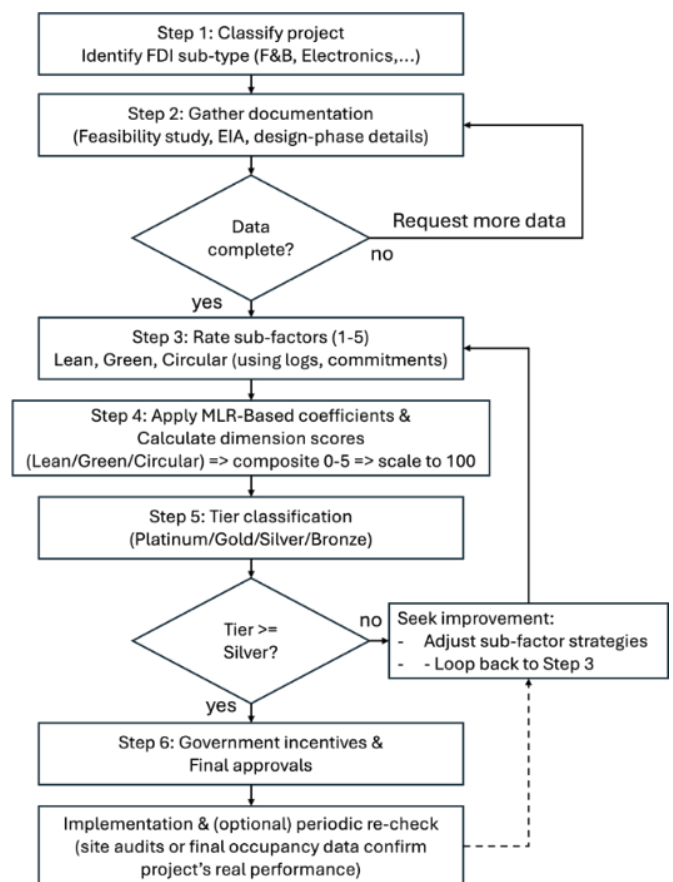 Step 1: Classify project
Identify FDI sub-type (F&B, Electronics,...)
Step 2: Gather documentation
(Feasibility study, EIA, design-phase details)
Data
complete?
Request more data
no
yes
Step 3: Rate sub-factors (1-5)
Lean, Green, Circular (using logs, commitments)
Step 4: Apply MLR-Based coefficients &
Calculate dimension scores
(Lean/Green/Circular) => composite 0-5 => scale to 100
Step 5: Tier classification
(Platinum/Gold/Silver/Bronze)
Tier >=
Silver?
no
Seek improvement:
- Adjust sub-factor strategies
- - Loop back to Step 3
yes
Step 6: Government incentives &
Final approvals
Implementation & (optional) periodic re-check
(site audits or final occupancy data confirm
project's real performance)